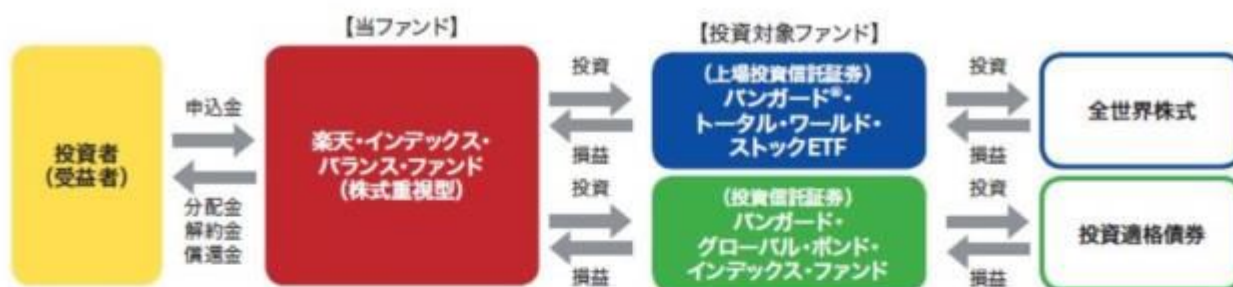 【当ファンド】
【投資対象ファンド】
投資者
(受益者)
申込金
分配金
解約金
償還金
楽天・インデックス・
バランス・ファンド
(株式重視型)
投資
損益
投資
損益
(上場投資信託証券)
バンガード®・
トータル・ワールド・
ストックETF
(投資信託証券)
バンガード・
グローバル・ボンド・
インデックス・ファンド
投資
損益
投資
損益
全世界株式
投資適格債券